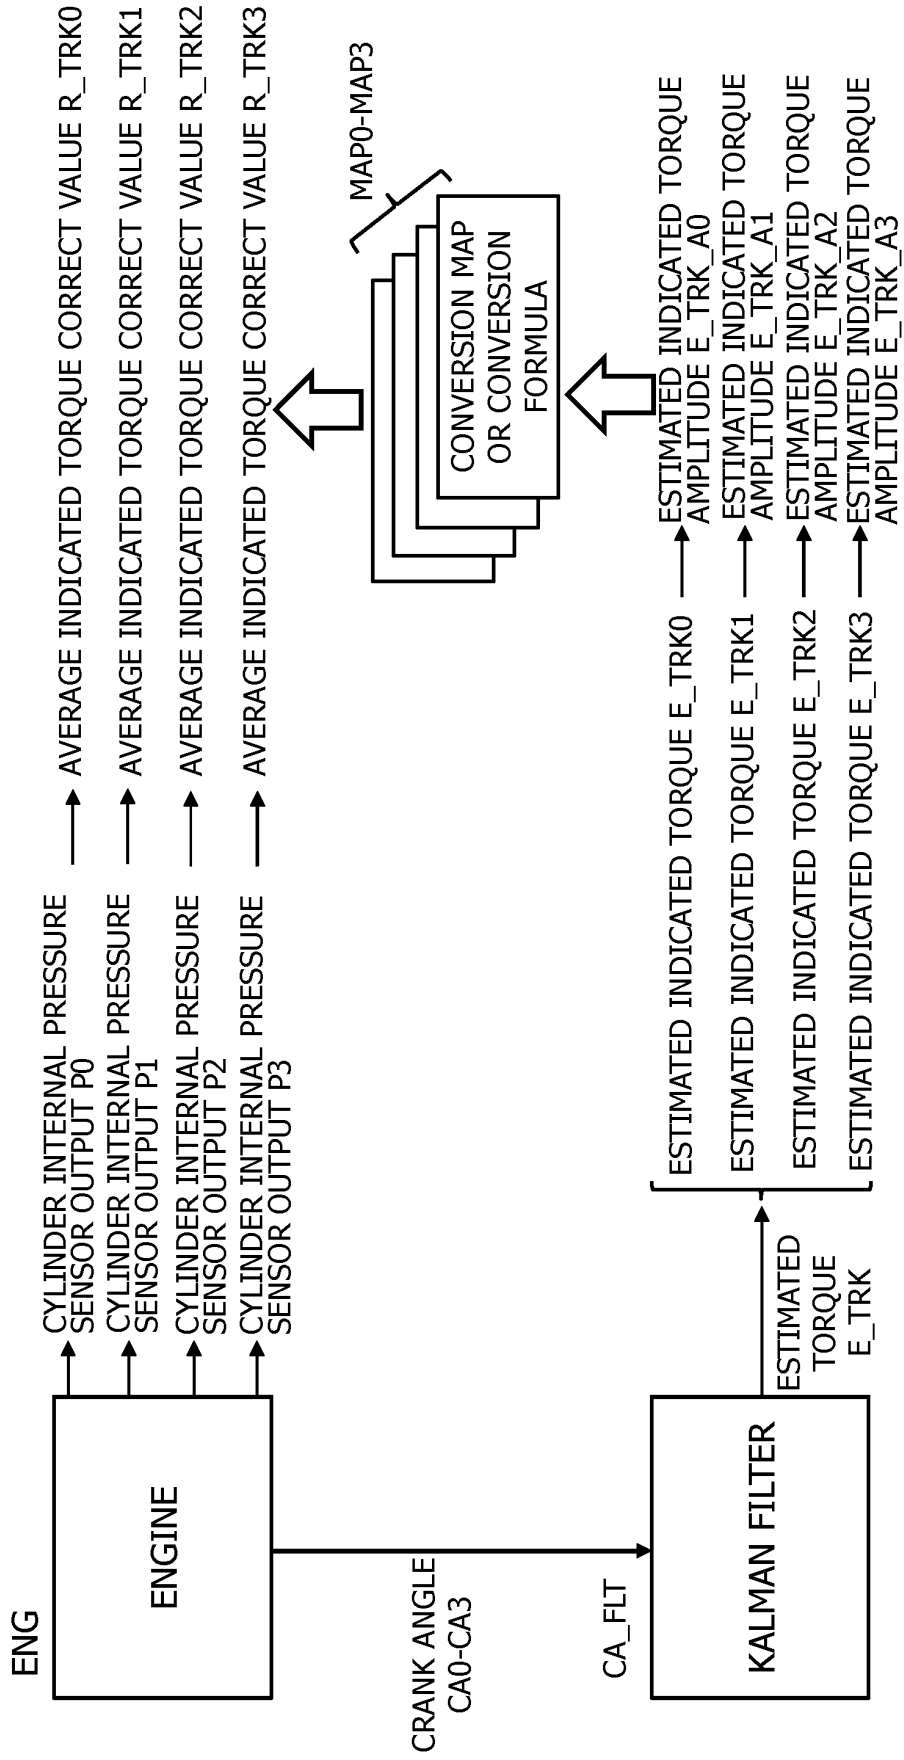 ENG
ENGINE
CYLINDER INTERNAL PRESSURE
SENSOR OUTPUT P0
CYLINDER INTERNAL PRESSURE
SENSOR OUTPUT P1
CYLINDER INTERNAL PRESSURE
SENSOR OUTPUT P2
CYLINDER INTERNAL PRESSURE
SENSOR OUTPUT P3
AVERAGE INDICATED TORQUE CORRECT VALUE R_TRK0
AVERAGE INDICATED TORQUE CORRECT VALUE R_TRK1
AVERAGE INDICATED TORQUE CORRECT VALUE R_TRK2
AVERAGE INDICATED TORQUE CORRECT VALUE R_TRK3
MAP0-MAP3
CONVERSION MAP
OR CONVERSION
FORMULA
CRANK ANGLE
CA0-CA3
CA_FLT
KALMAN FILTER
ESTIMATED
TORQUE
E_TRK
ESTIMATED INDICATED TORQUE E_TRK0
ESTIMATED INDICATED TORQUE E_TRK1
ESTIMATED INDICATED TORQUE E_TRK2
ESTIMATED INDICATED TORQUE E_TRK3
ESTIMATED INDICATED TORQUE
AMPLITUDE E_TRK_A0
ESTIMATED INDICATED TORQUE
AMPLITUDE E_TRK_A1
ESTIMATED INDICATED TORQUE
AMPLITUDE E_TRK_A2
ESTIMATED INDICATED TORQUE
AMPLITUDE E_TRK_A3